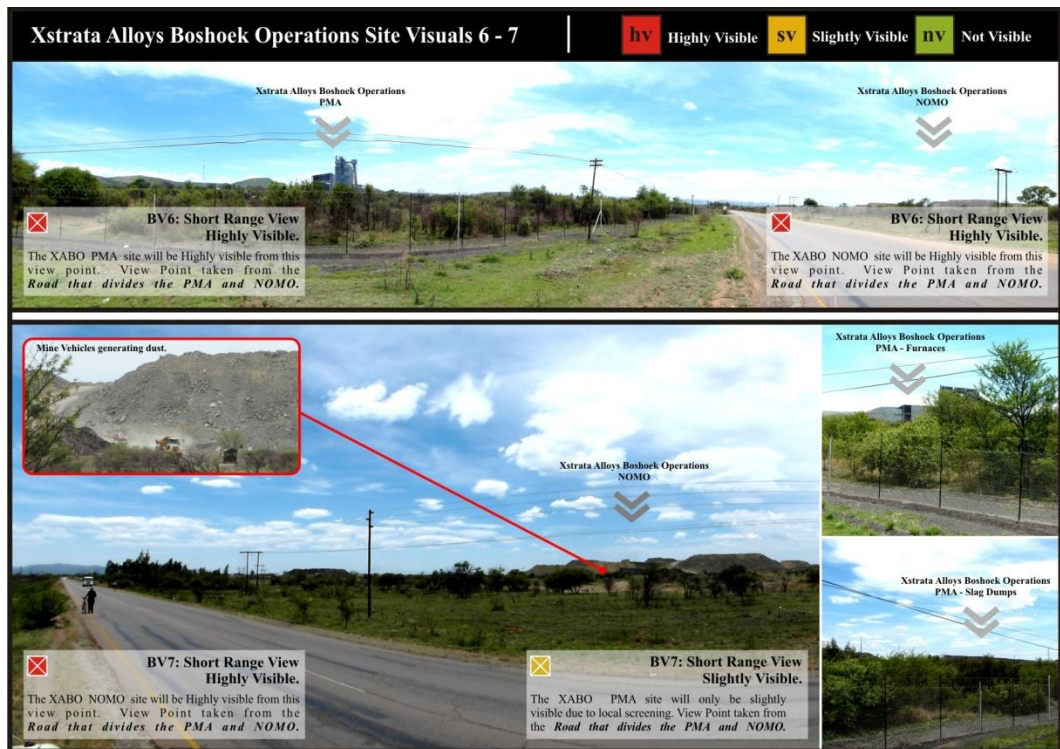 Xstrata Alloys Boshoek Operations Site Visuals 6 - 7
hv Highly Visible
sv Slightly Visible
nv Not Visible
Xstrata Alloys Boshoek Operations
PMA
Xstrata Alloys Boshoek Operations
NOMO
BV6: Short Range View
Highly Visible.
The XABO PMA site will be Highly visible from this
view point. View Point taken from the
Road that divides the PMA and NOMO.
BV6: Short Range View
Highly Visible.
The XABO NOMO site will be Highly visible from this
view point. View Point taken from the
Road that divides the PMA and NOMO.
Mine Vehicles generating dust.
Xstrata Alloys Boshoek Operations
NOMO
BV7: Short Range View
Highly Visible.
The XABO NOMO site will be Highly visible from this
view point. View Point taken from the
Road that divides the PMA and NOMO.
BV7: Short Range View
Slightly Visible.
The XABO PMA site will only be slightly
visible due to local screening. View Point taken from
the Road that divides the PMA and NOMO.
Xstrata Alloys Boshoek Operations
PMA - Furnaces
Xstrata Alloys Boshoek Operations
PMA - Slag Dumps